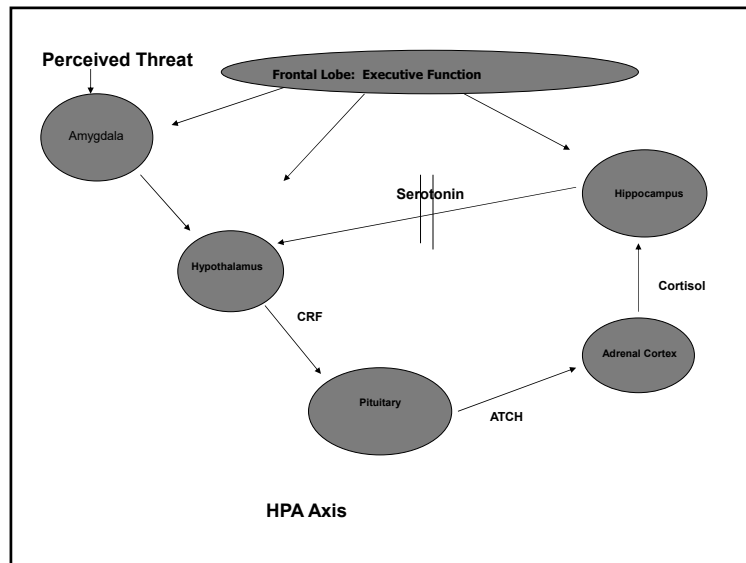 Perceived Threat
Frontal Lobe: Executive Function
Amygdala
Serotonin
Hippocampus
Hypothalamus
Cortisol
CRF
Adrenal Cortex
Pituitary
ATCH
HPA Axis